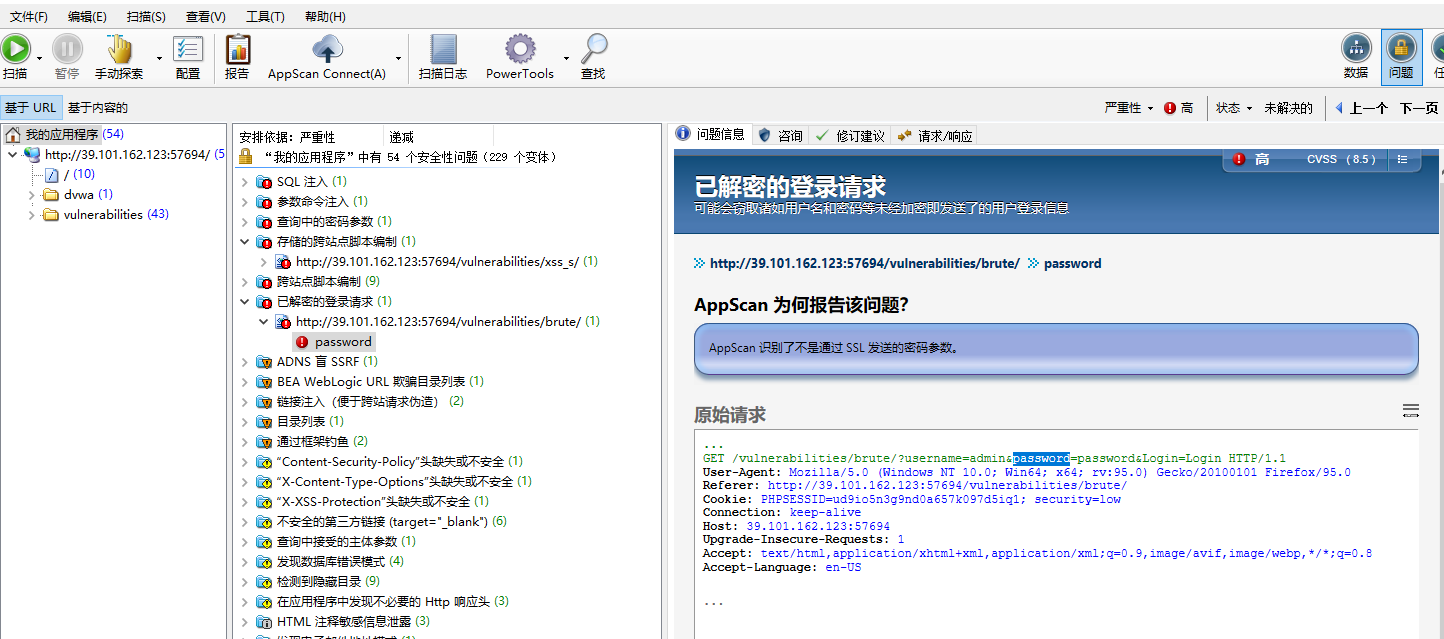 文件(F) 编辑(E) 扫描(S) 查看(V) 工具(T) 帮助(H)
扫描 暂停 手动探索 配置 报告 AppScan Connect(A) 扫描日志 PowerTools 查找 数据 问题
基于 URL 基于内容的 严重性 高 状态 未解决的 上一个 下一页
我的应用程序 (54)
http://39.101.162.123:57694/ (5
/ (10)
dvwa (1)
vulnerabilities (43)
安排依据: 严重性 递减
“我的应用程序”中有 54 个安全性问题 (229 个变体)
SQL 注入 (1)
参数命令注入 (1)
查询中的密码参数 (1)
存储的跨站点脚本编制 (1)
http://39.101.162.123:57694/vulnerabilities/xss_s/ (1)
跨站点脚本编制 (9)
已解密的登录请求 (1)
http://39.101.162.123:57694/vulnerabilities/brute/ (1)
password
ADNS 盲 SSRF (1)
BEA WebLogic URL 欺骗目录列表 (1)
链接注入（便于跨站请求伪造） (2)
目录列表 (1)
通过框架钓鱼 (2)
“Content-Security-Policy”头缺失或不安全 (1)
“X-Content-Type-Options”头缺失或不安全 (1)
“X-XSS-Protection”头缺失或不安全 (1)
不安全的第三方链接 (target="_blank") (6)
查询中接受的主体参数 (1)
发现数据库错误模式 (4)
检测到隐藏目录 (9)
在应用程序中发现不必要的 Http 响应头 (3)
HTML 注释敏感信息泄露 (3)
问题信息 咨询 修订建议 请求/响应
高 CVSS (8.5)
已解密的登录请求
可能会窃取诸如用户名和密码等未经加密即发送了的用户登录信息
http://39.101.162.123:57694/vulnerabilities/brute/ password
AppScan 为何报告该问题?
AppScan 识别了不是通过 SSL 发送的密码参数。
原始请求
...
GET /vulnerabilities/brute/?username=admin&password=password&Login=Login HTTP/1.1
User-Agent: Mozilla/5.0 (Windows NT 10.0; Win64; x64; rv:95.0) Gecko/20100101 Firefox/95.0
Referer: http://39.101.162.123:57694/vulnerabilities/brute/
Cookie: PHPSESSID=ud9io5n3g9nd0a657k097d5iq1; security=low
Connection: keep-alive
Host: 39.101.162.123:57694
Upgrade-Insecure-Requests: 1
Accept: text/html,application/xhtml+xml,application/xml;q=0.9,image/avif,image/webp,*/*;q=0.8
Accept-Language: en-US
...